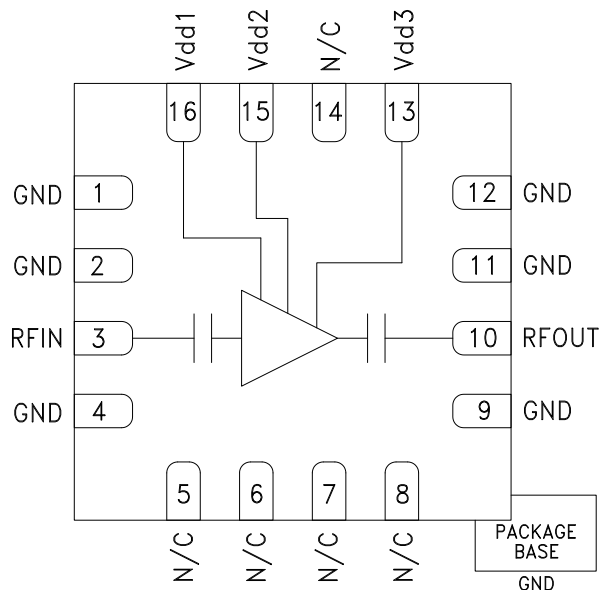 Vdd1 Vdd2 N/C Vdd3
16 15 14 13
GND 1 12 GND
GND 2 11 GND
RFIN 3 10 RFOUT
GND 4 9 GND
5 6 7 8
N/C N/C N/C N/C
PACKAGE
BASE
GND